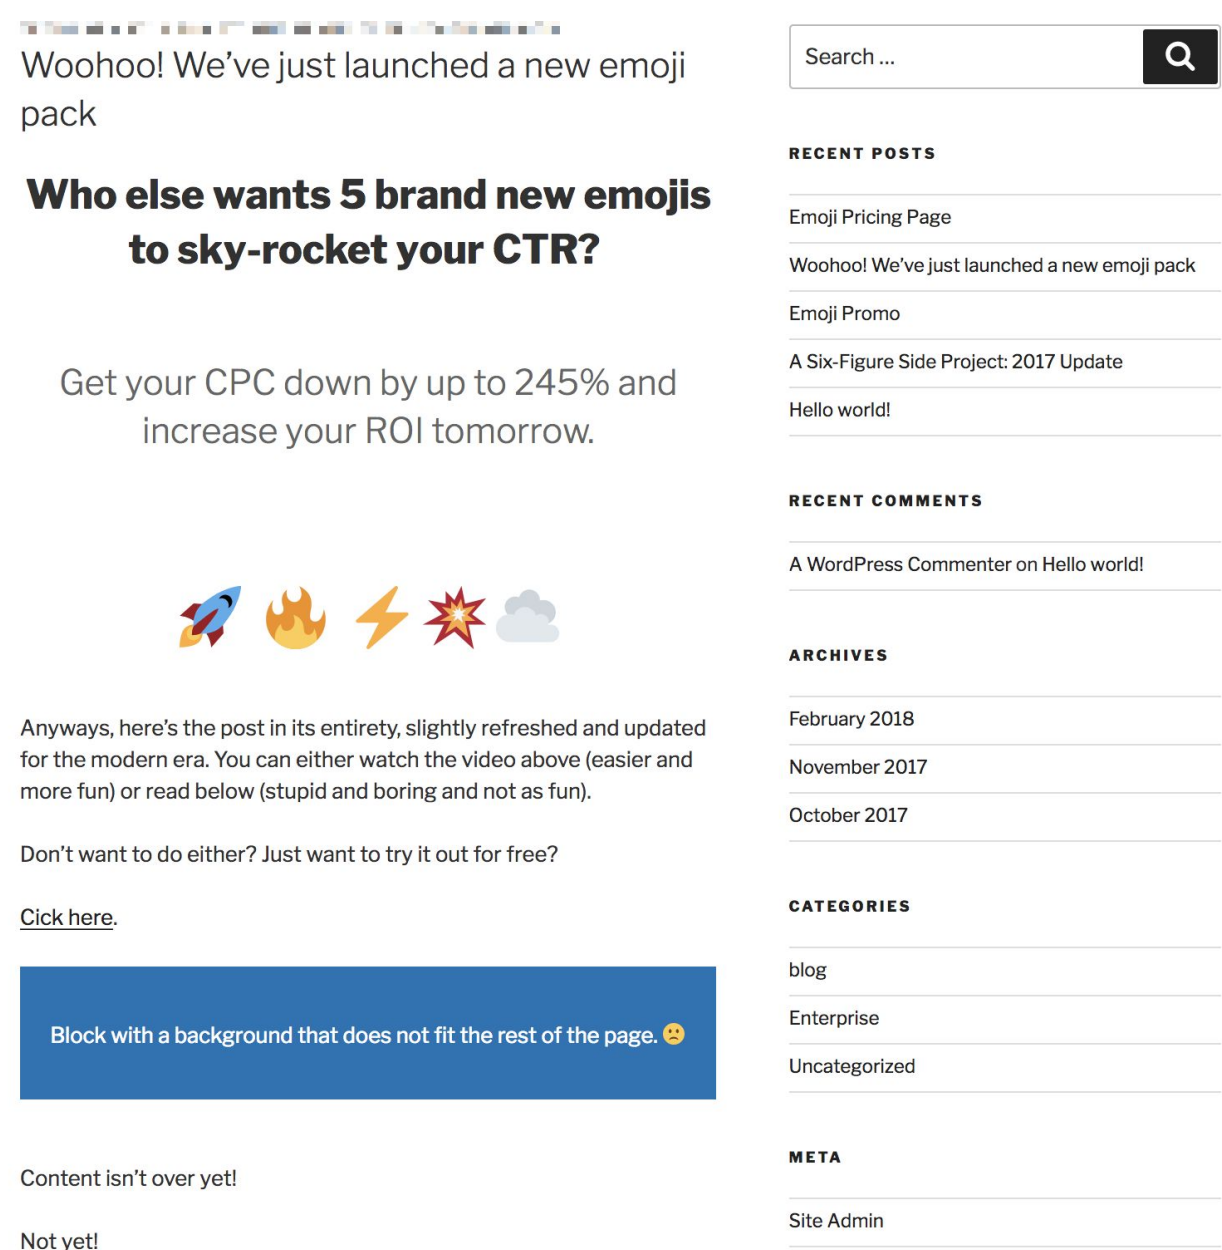 Woohoo! We’ve just launched a new emoji
pack
Who else wants 5 brand new emojis
to sky-rocket your CTR?
Get your CPC down by up to 245% and
increase your ROI tomorrow.
Anyways, here’s the post in its entirety, slightly refreshed and updated
for the modern era. You can either watch the video above (easier and
more fun) or read below (stupid and boring and not as fun).
Don’t want to do either? Just want to try it out for free?
Cick here.
Block with a background that does not fit the rest of the page. 🙁
Content isn’t over yet!
Not yet!
Search …
RECENT POSTS
Emoji Pricing Page
Woohoo! We’ve just launched a new emoji pack
Emoji Promo
A Six-Figure Side Project: 2017 Update
Hello world!
RECENT COMMENTS
A WordPress Commenter on Hello world!
ARCHIVES
February 2018
November 2017
October 2017
CATEGORIES
blog
Enterprise
Uncategorized
META
Site Admin